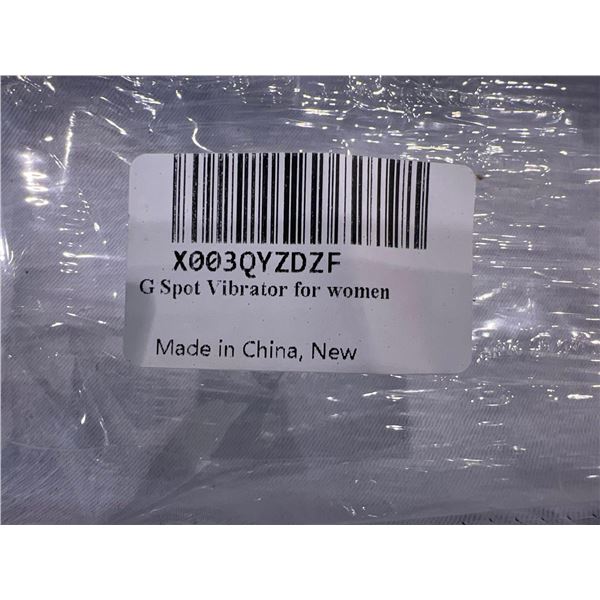 X003QYZDZF
G Spot Vibrator for women
Made in China, New